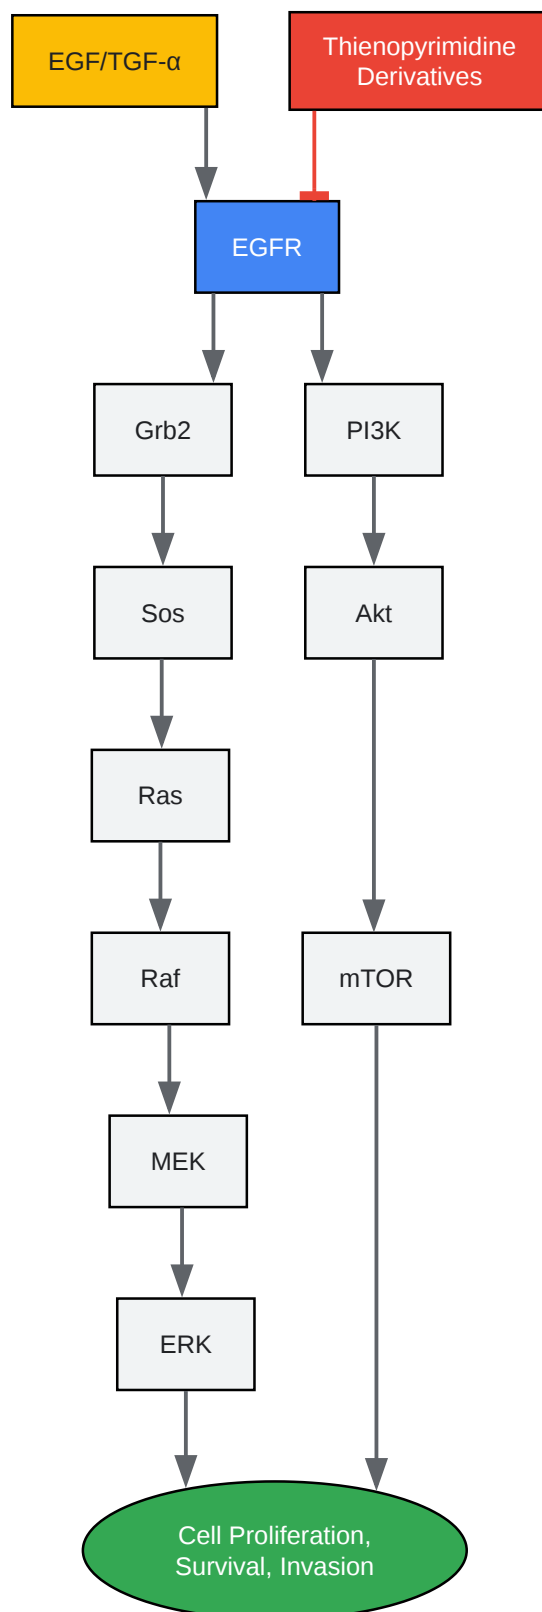 EGF/TGF-α
Thienopyrimidine
Derivatives
EGFR
Grb2
PI3K
Sos
Akt
Ras
Raf
mTOR
MEK
ERK
Cell Proliferation,
Survival, Invasion